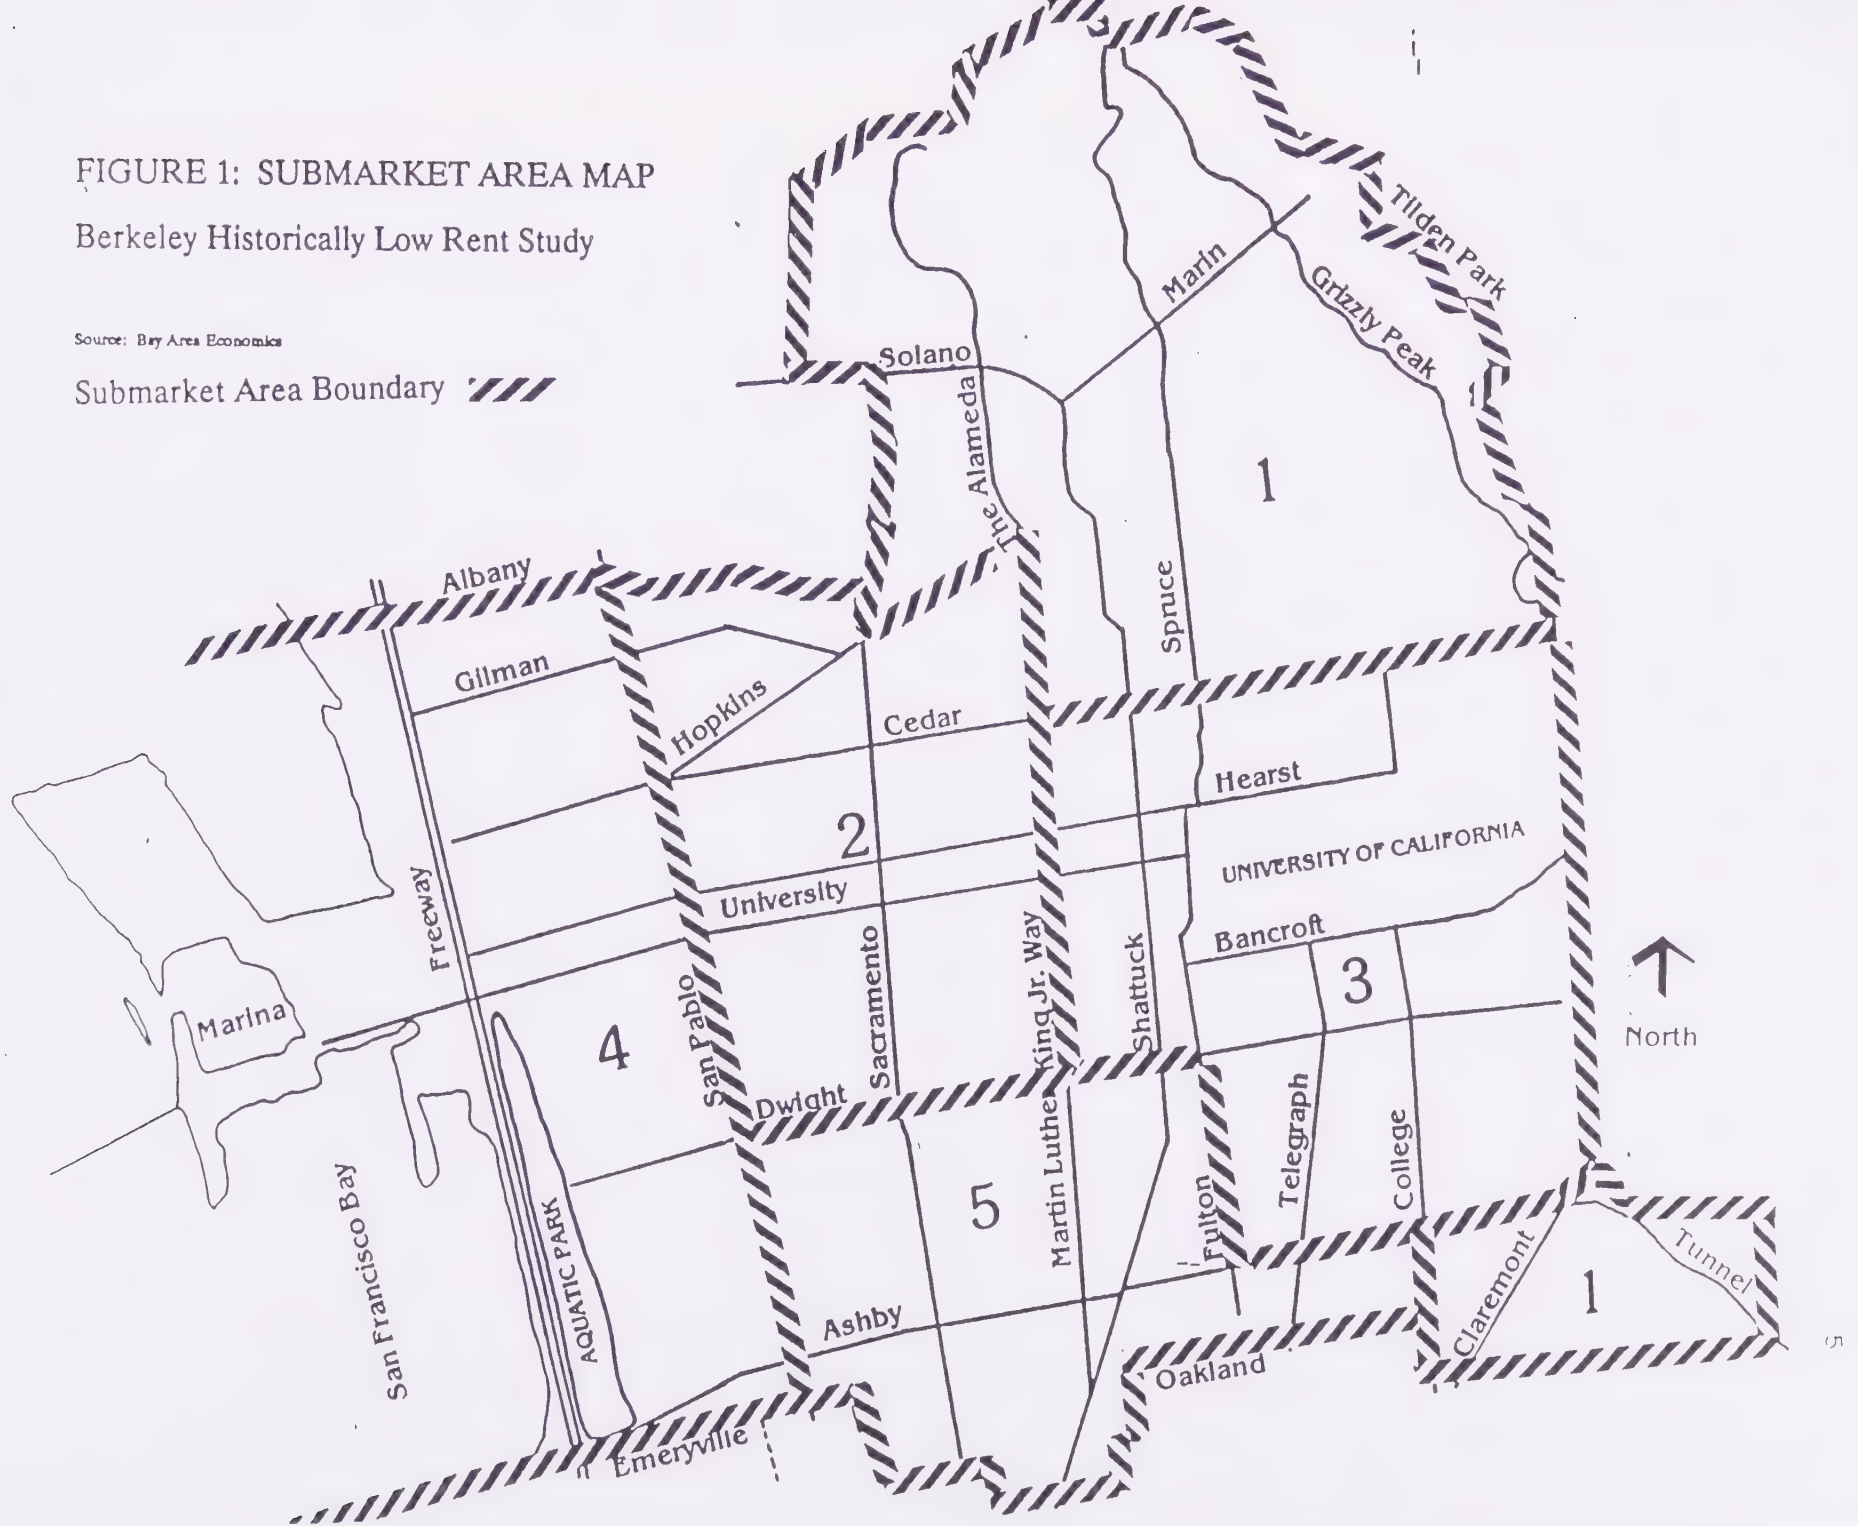 FIGURE 1: SUBMARKET AREA MAP
Berkeley Historically Low Rent Study
Source: Bay Area Economics
Submarket Area Boundary
Tilden Park
Marin
Grizzly Peak
Solano
The Alameda
1
Albany
Spruce
Gilman
Hopkins
Cedar
Hearst
2
UNIVERSITY OF CALIFORNIA
Freeway
University
Bancroft
Sacramento
Martin Luther King Jr. Way
Shattuck
3
San Pablo
Marina
4
North
Dwight
Telegraph
College
5
Fulton
San Francisco Bay
AQUATIC PARK
Claremont
Tunnel
1
Ashby
Oakland
Emeryville
5